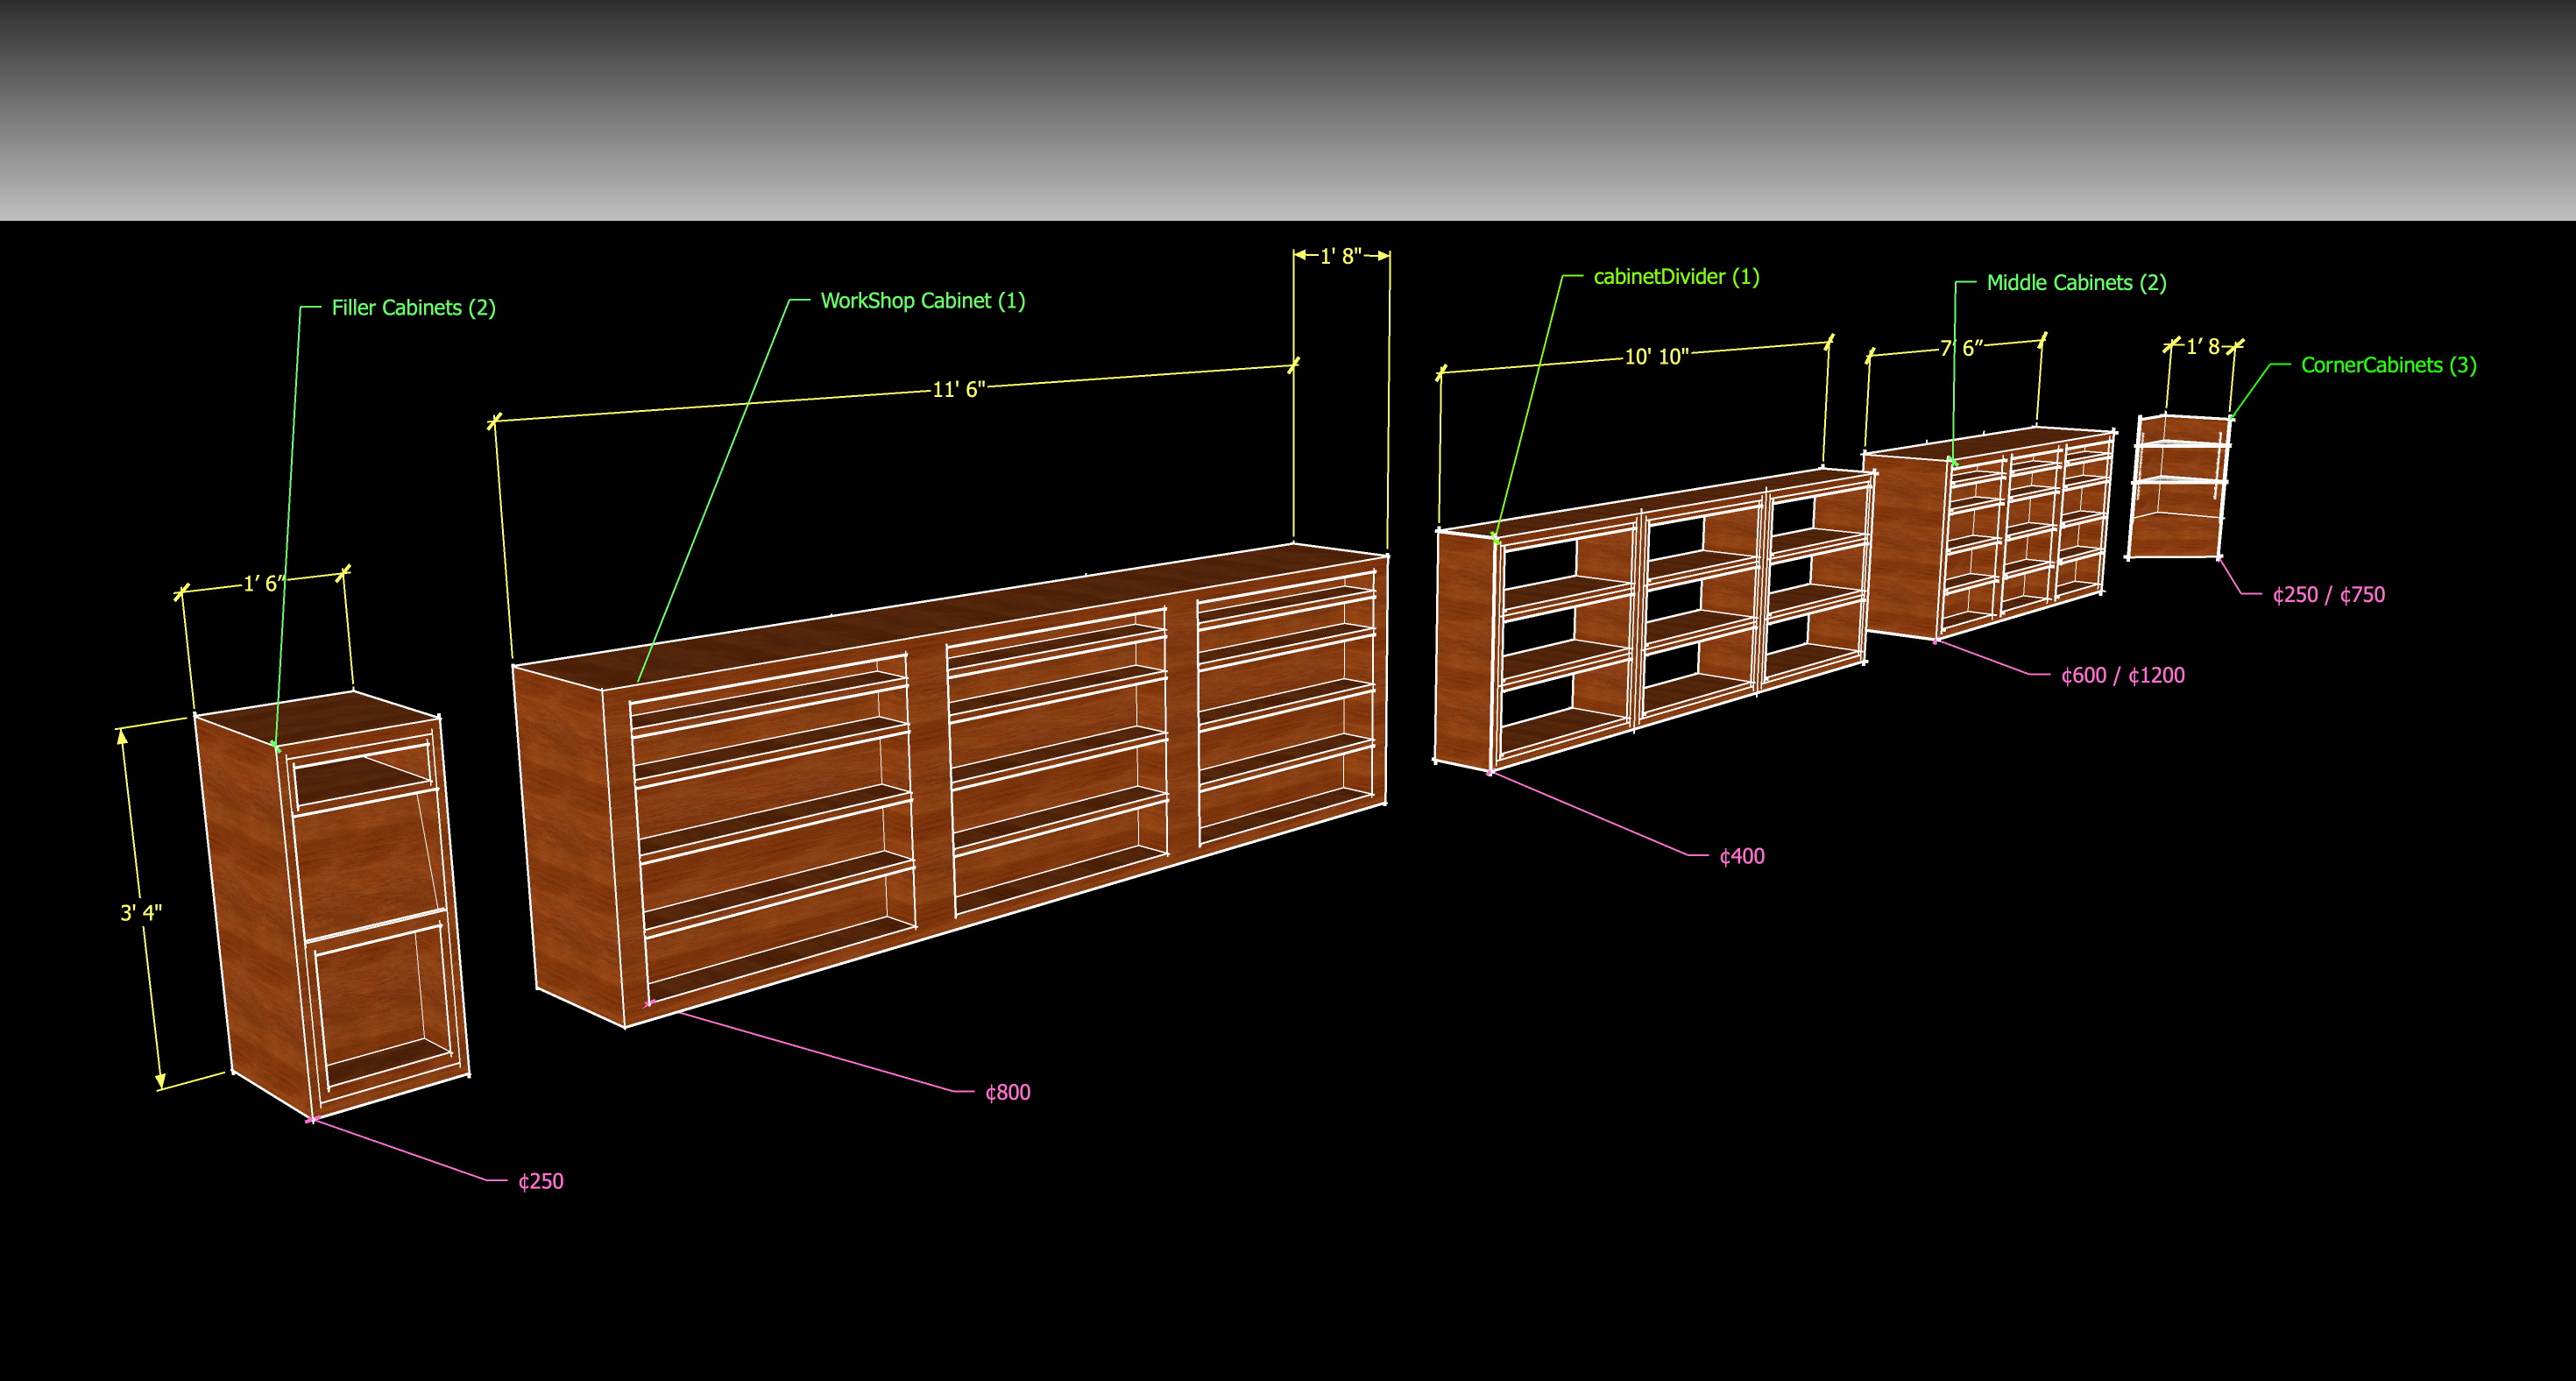 Filler Cabinets (2)
1' 6"
3' 4"
¢250
WorkShop Cabinet (1)
11' 6"
1' 8"
¢800
cabinetDivider (1)
10' 10"
¢400
Middle Cabinets (2)
7' 6"
¢600 / ¢1200
1' 8
CornerCabinets (3)
¢250 / ¢750